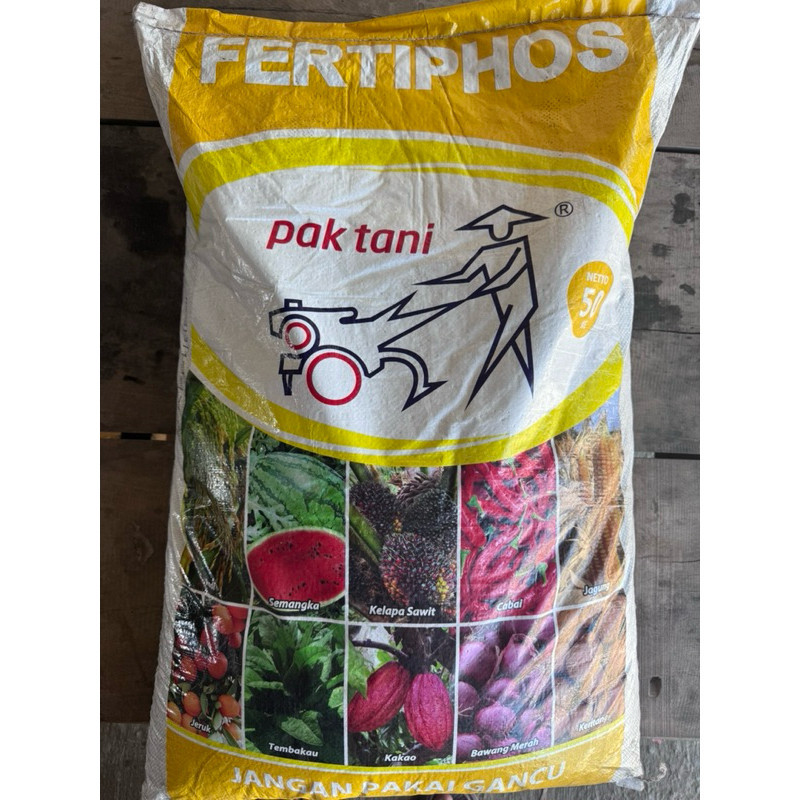 FERTIPHOS
pak tani ®
NETTO
50
Semangka
Kelapa Sawit
Cabai
Jagung
Jeruk
Tembakau
Kakao
Bawang Merah
JANGAN PAKAI GANCU